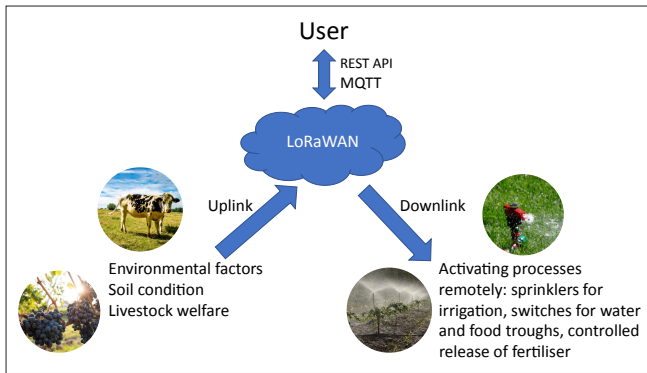 User
REST API
MQTT
LoRaWAN
Uplink
Downlink
Environmental factors
Soil condition
Livestock welfare
Activating processes
remotely: sprinklers for
irrigation, switches for water
and food troughs, controlled
release of fertiliser